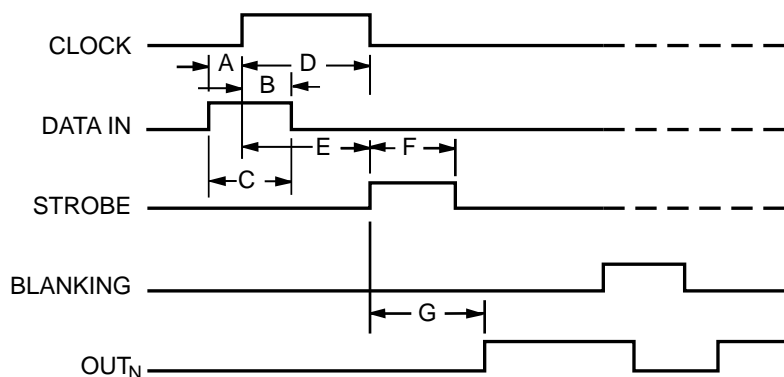 CLOCK
A D
B
DATA IN
E F
C
STROBE
BLANKING
G
OUTN